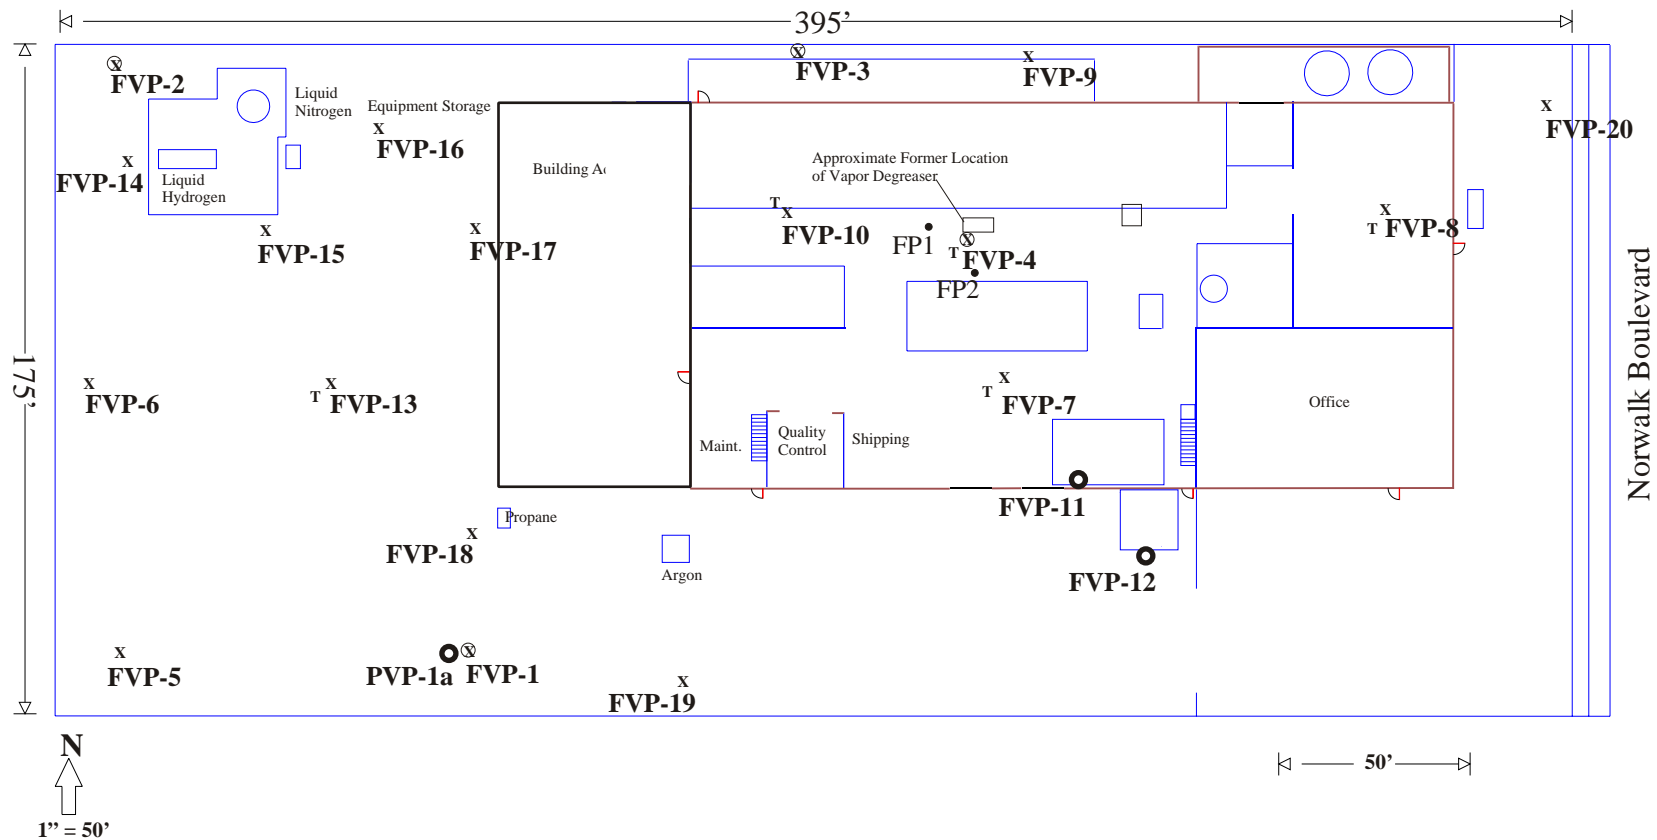 395’
FVP-2
FVP-3
FVP-9
Liquid
Nitrogen
Equipment Storage
X
FVP-20
X
FVP-16
X
FVP-14
Liquid
Hydrogen
Building Ac
Approximate Former Location
of Vapor Degreaser
T
X
FVP-10
FP1
X
T
FVP-4
FP2
X
T
FVP-8
X
FVP-15
X
FVP-17
Norwalk Boulevard
175’
X
FVP-6
X
T
FVP-13
X
T
FVP-7
Office
Maint.
Quality
Control
Shipping
FVP-11
Propane
X
FVP-18
Argon
FVP-12
X
FVP-5
PVP-1a
X
FVP-1
X
FVP-19
N
1” = 50’
50’